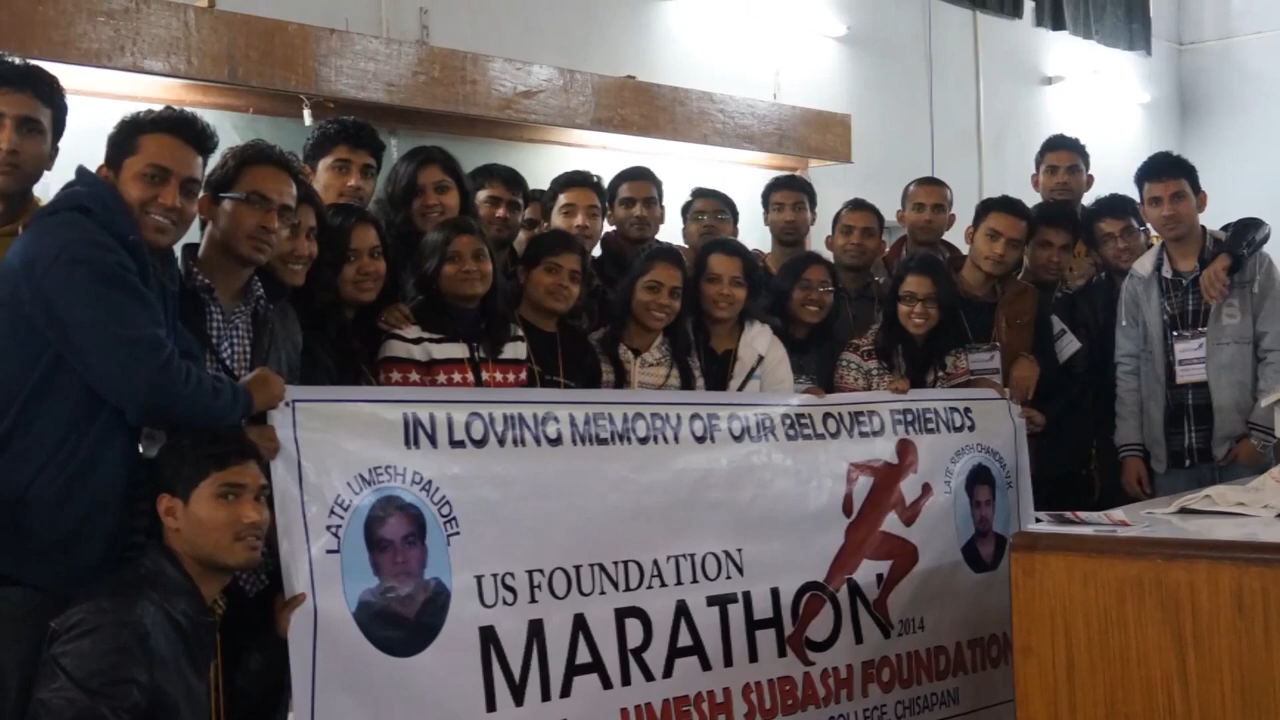 IN LOVING MEMORY OF OUR BELOVED FRIENDS
LATE. UMESH PAUDEL
LATE. SUBASH CHANDRA V.K
US FOUNDATION
MARATHON 2014
UMESH SUBASH FOUNDATION
COLLEGE, CHISAPANI